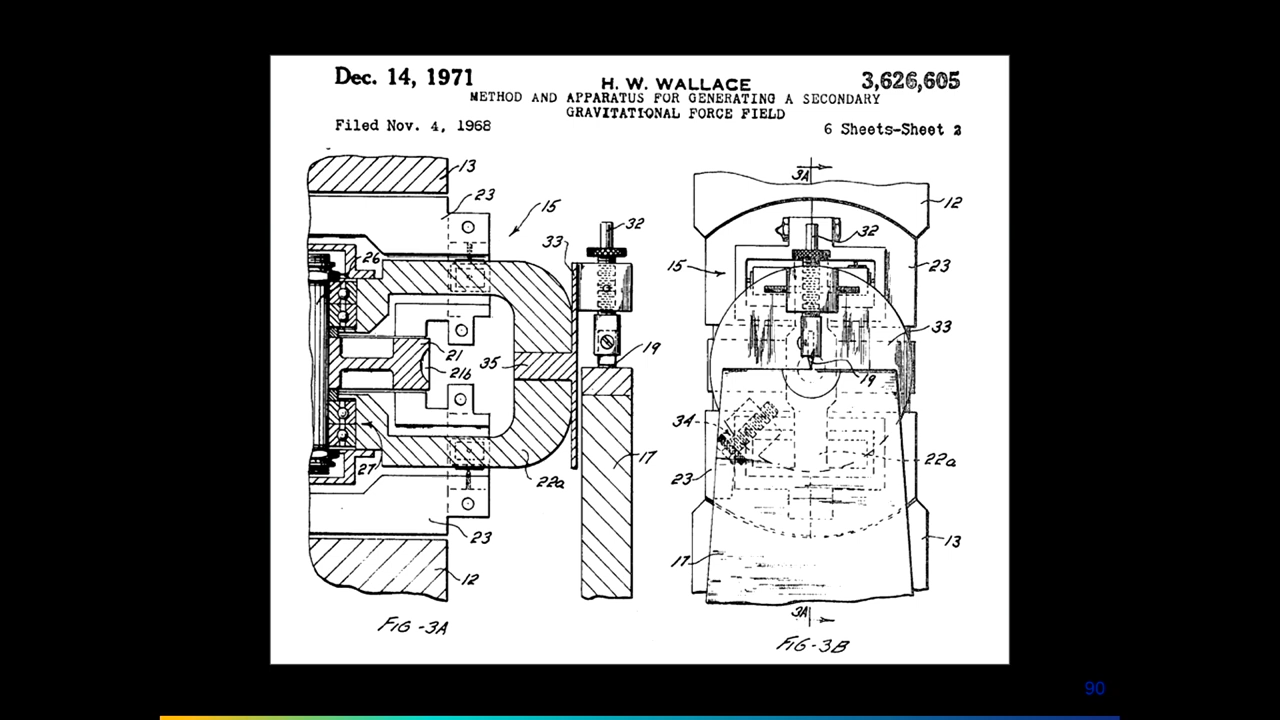 Dec. 14, 1971
H. W. WALLACE
3,626,605
METHOD AND APPARATUS FOR GENERATING A SECONDARY
GRAVITATIONAL FORCE FIELD
Filed Nov. 4, 1968
6 Sheets-Sheet 2
13
23
15
32
33
26
21
35
21b
19
17
27
22a
23
12
FIG-3A
3A
12
32
15
23
33
19
34
22a
23
13
17
3A
FIG-3B
90